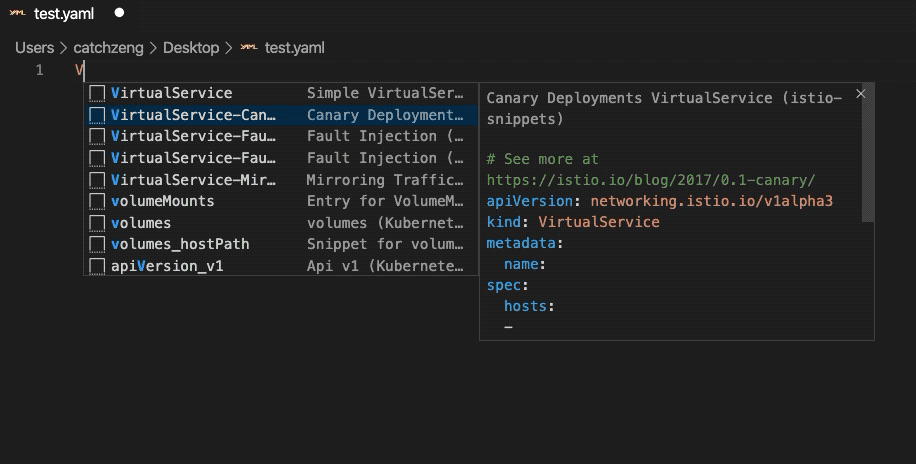 YAML test.yaml
Users > catchzeng > Desktop > YAML test.yaml
1 V
VirtualService Simple VirtualSer…
VirtualService-Can… Canary Deployment…
VirtualService-Fau… Fault Injection (…
VirtualService-Fau… Fault Injection (…
VirtualService-Mir… Mirroring Traffic…
volumeMounts Entry for VolumeM…
volumes volumes (Kubernet…
volumes_hostPath Snippet for volum…
apiVersion_v1 Api v1 (Kubernete…
Canary Deployments VirtualService (istio-
snippets)
# See more at
https://istio.io/blog/2017/0.1-canary/
apiVersion: networking.istio.io/v1alpha3
kind: VirtualService
metadata:
name:
spec:
hosts:
-